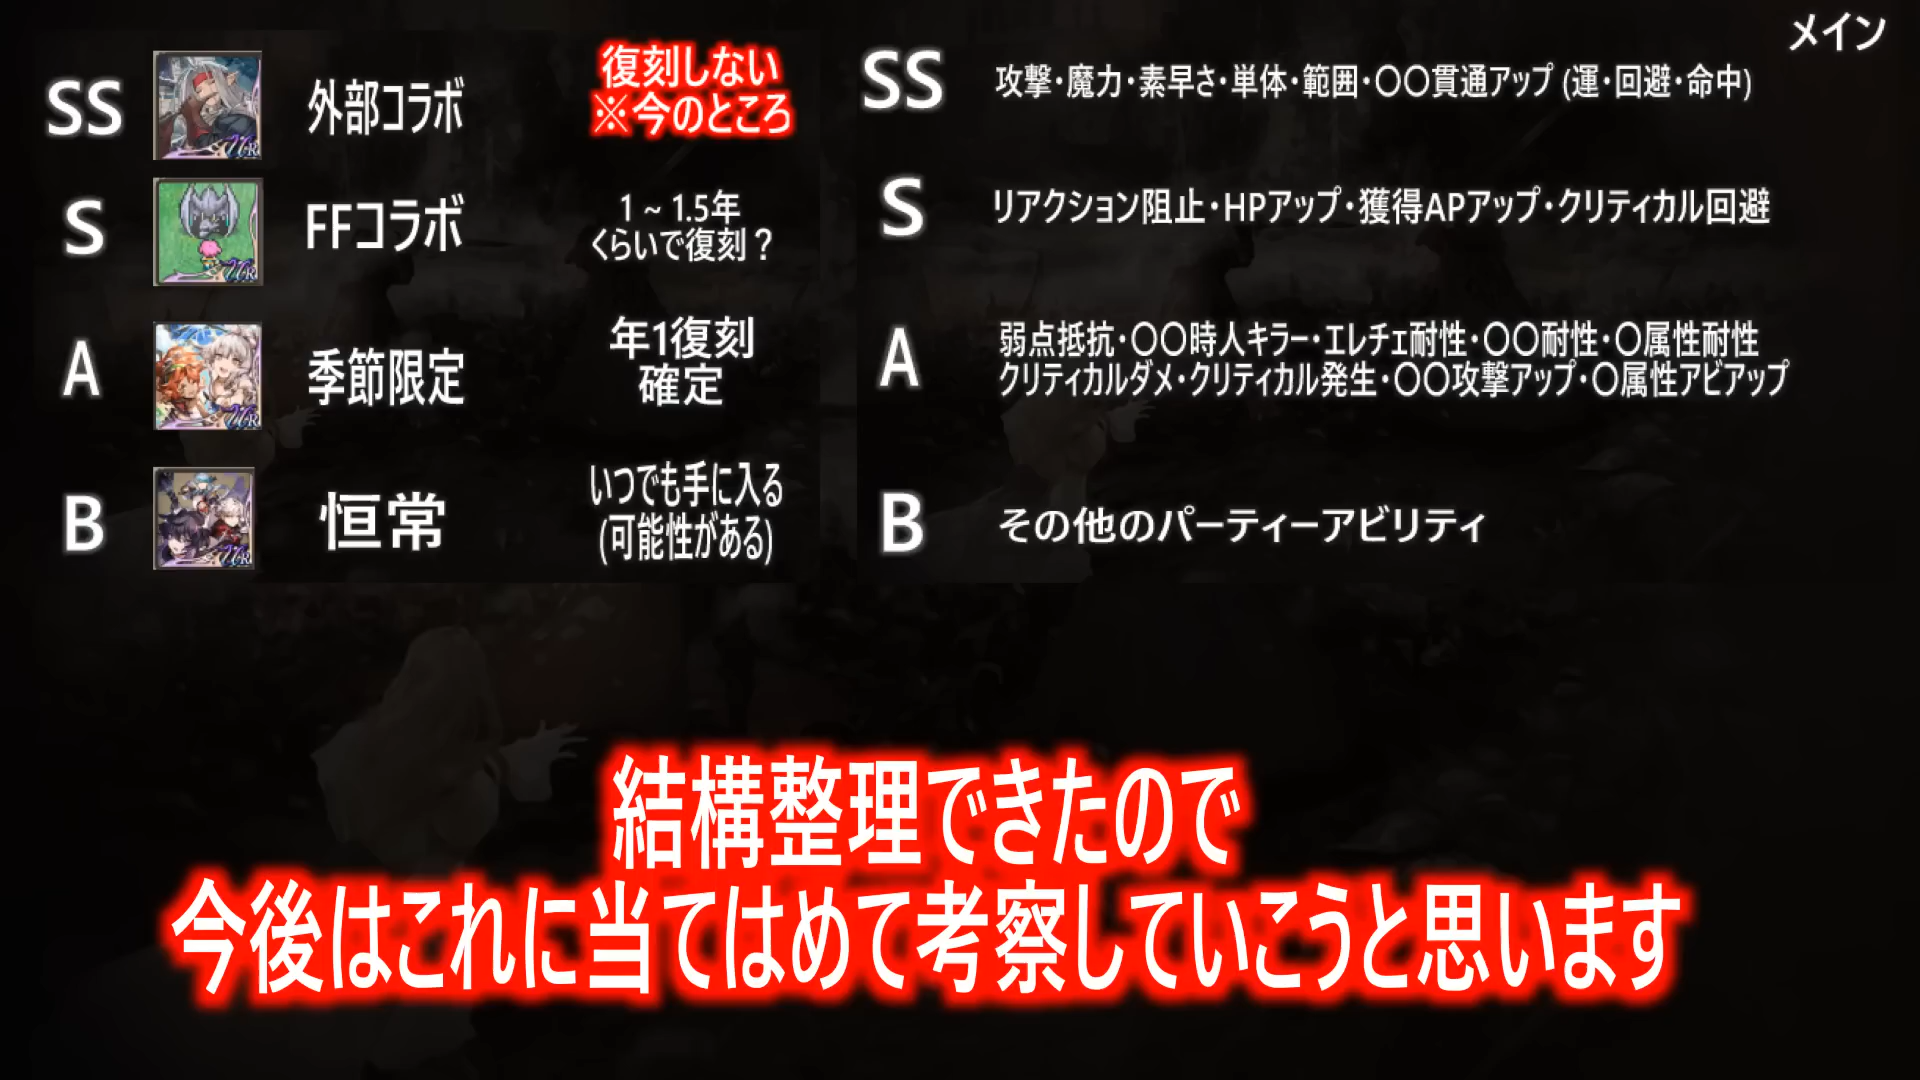 メイン
SS
外部コラボ
復刻しない
※今のところ
S
FFコラボ
1 ~ 1.5年
くらいで復刻？
A
季節限定
年1復刻
確定
B
恒常
いつでも手に入る
(可能性がある)
UR
UR
UR
UR
SS
攻撃・魔力・素早さ・単体・範囲・〇〇貫通アップ (運・回避・命中)
S
リアクション阻止・HPアップ・獲得APアップ・クリティカル回避
A
弱点抵抗・〇〇時人キラー・エレチェ耐性・〇〇耐性・〇属性耐性
クリティカルダメ・クリティカル発生・〇〇攻撃アップ・〇属性アビアップ
B
その他のパーティーアビリティ
結構整理できたので
今後はこれに当てはめて考察していこうと思います